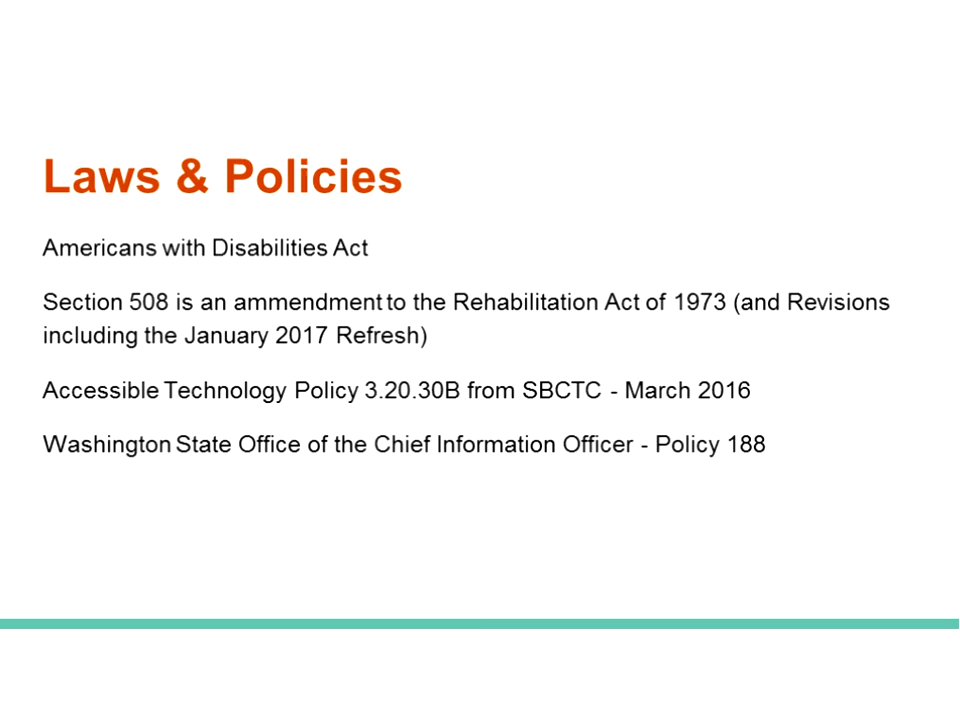 Laws & Policies
Americans with Disabilities Act
Section 508 is an ammendment to the Rehabilitation Act of 1973 (and Revisions
including the January 2017 Refresh)
Accessible Technology Policy 3.20.30B from SBCTC - March 2016
Washington State Office of the Chief Information Officer - Policy 188